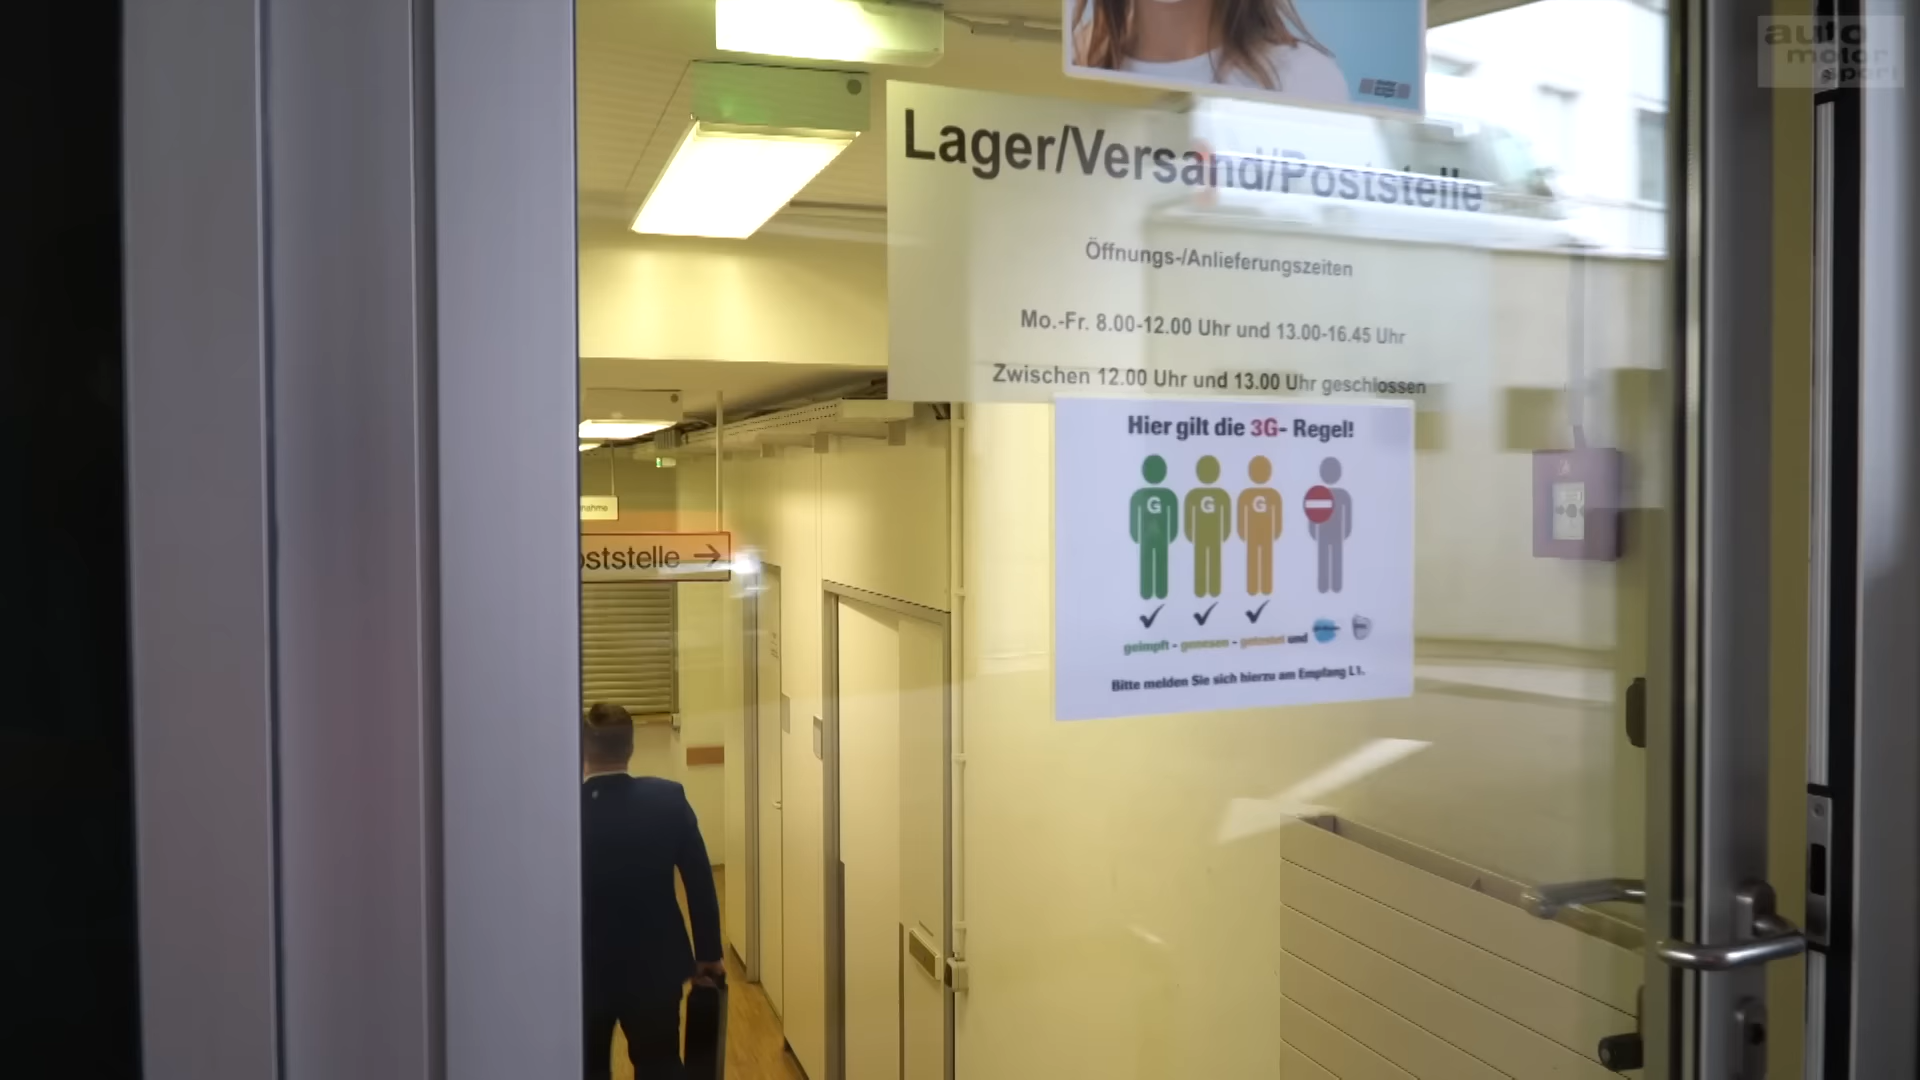 auto
motor
sport
Lager/Versand/Poststelle
Öffnungs-/Anlieferungszeiten
Mo.-Fr. 8.00-12.00 Uhr und 13.00-16.45 Uhr
Zwischen 12.00 Uhr und 13.00 Uhr geschlossen
Hier gilt die 3G- Regel!
G G G
geimpft - genesen - getestet und
Bitte melden Sie sich hierzu am Empfang L1.
nahme
oststelle →